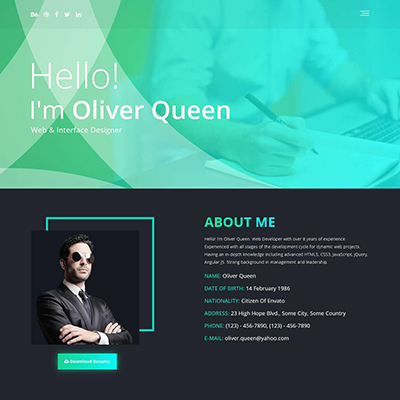 Bē
Hello!
I'm Oliver Queen
Web & Interface Designer
ABOUT ME
Hello! I'm Oliver Queen. Web Developer with over 8 years of experience.
Experienced with all stages of the development cycle for dynamic web projects.
Having an in-depth knowledge including advanced HTML5, CSS3, JavaScript, jQuery,
Angular JS. Strong background in management and leadership.
NAME: Oliver Queen
DATE OF BIRTH: 14 February 1986
NATIONALITY: Citizen Of Envato
ADDRESS: 23 High Hope Blvd., Some City, Some Country
PHONE: (123) - 456-7890, (123) - 456-7890
E-MAIL: oliver.queen@yahoo.com
Download Resume